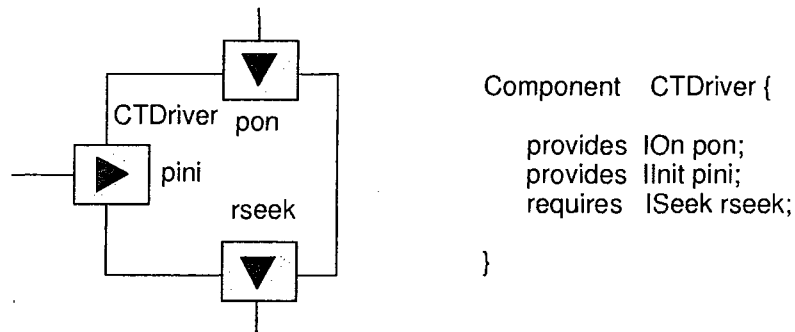 CTDriver
pon
pini
rseek
Component CTDriver {
provides IOn pon;
provides IInit pini;
requires ISeek rseek;
}